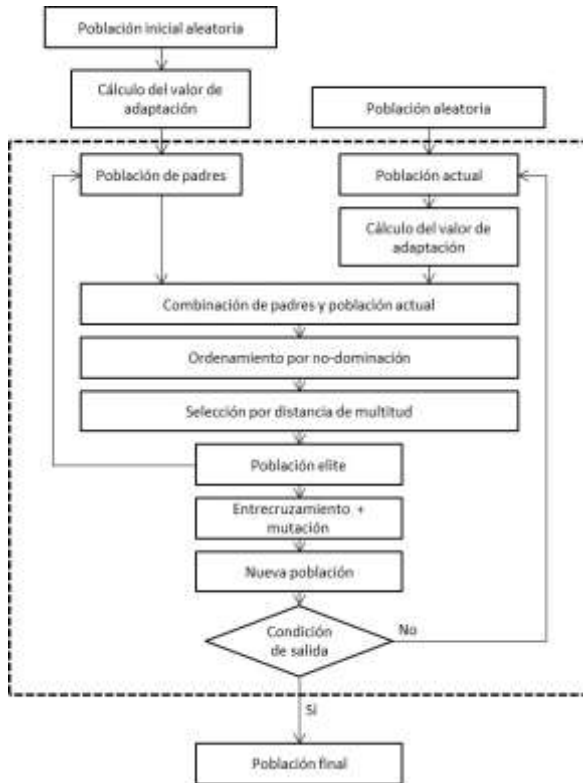 Población inicial aleatoria
Cálculo del valor de
adaptación
Población aleatoria
Población de padres
Población actual
Cálculo del valor de
adaptación
Combinación de padres y población actual
Ordenamiento por no-dominación
Selección por distancia de multitud
Población elite
Entrecruzamiento +
mutación
Nueva población
Condición
de salida
No
Si
Población final